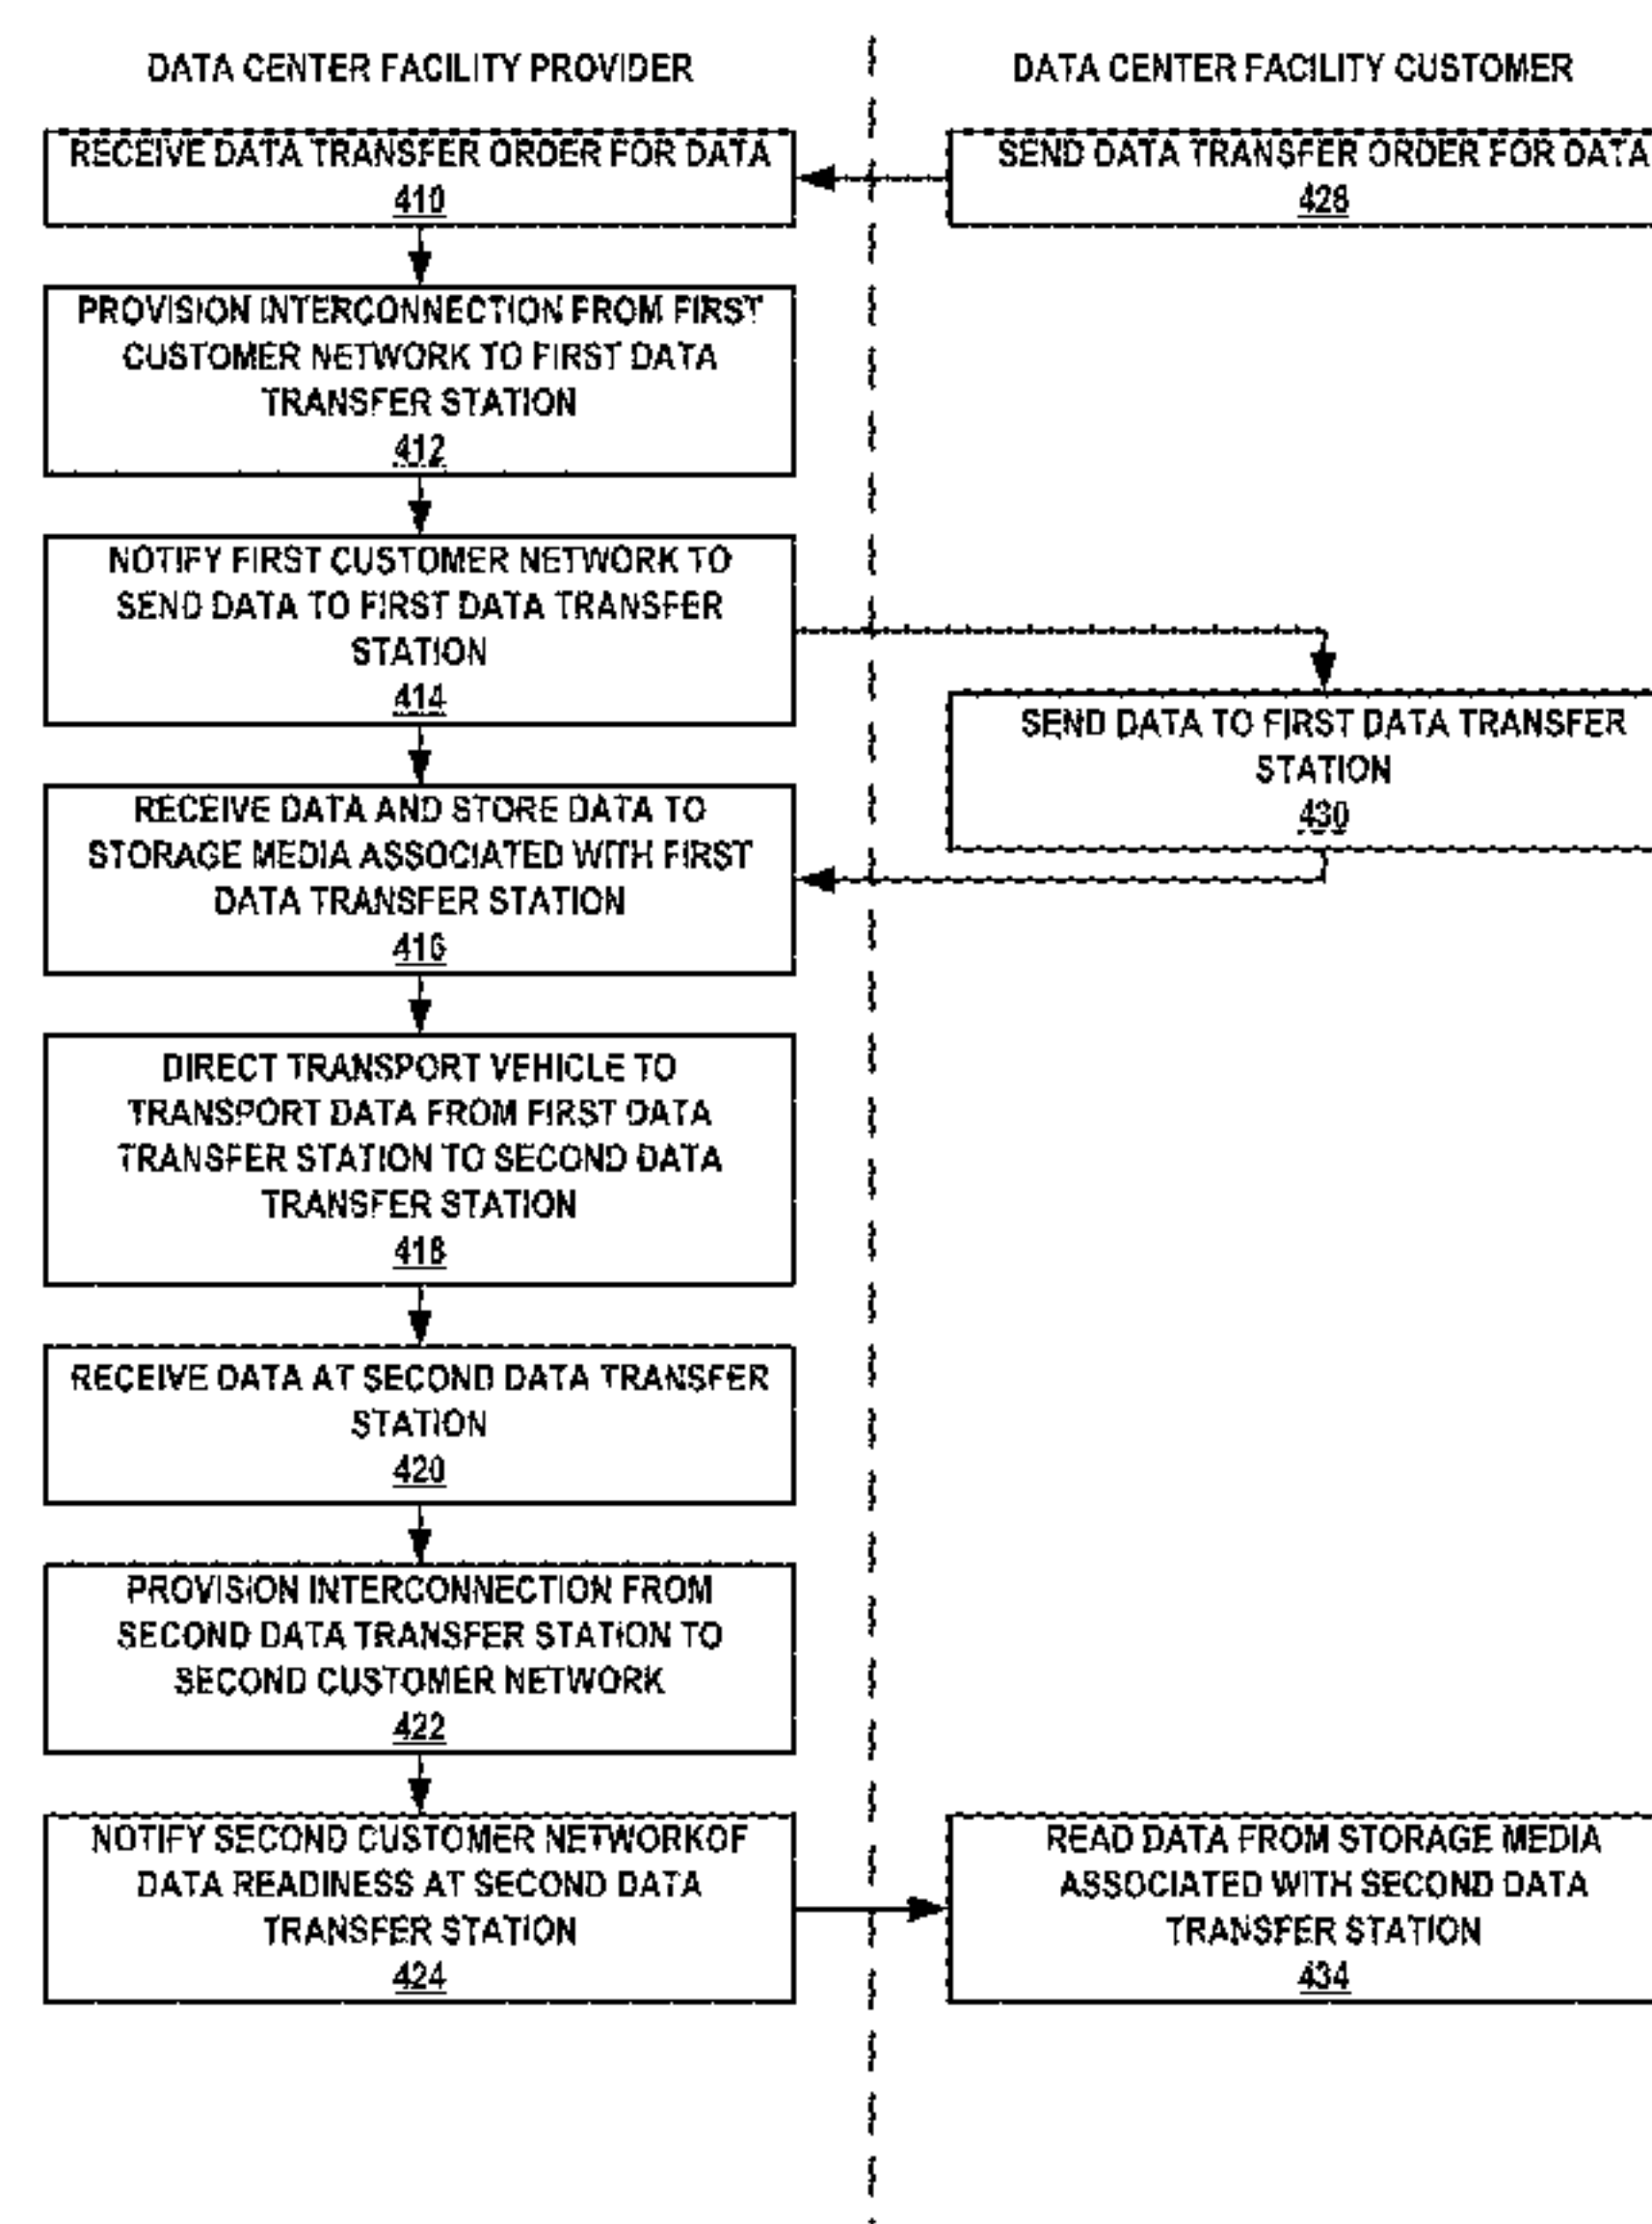 DATA CENTER FACILITY PROVIDER
DATA CENTER FACILITY CUSTOMER
RECEIVE DATA TRANSFER ORDER FOR DATA
410
SEND DATA TRANSFER ORDER FOR DATA
428
PROVISION INTERCONNECTION FROM FIRST
CUSTOMER NETWORK TO FIRST DATA
TRANSFER STATION
412
NOTIFY FIRST CUSTOMER NETWORK TO
SEND DATA TO FIRST DATA TRANSFER
STATION
414
SEND DATA TO FIRST DATA TRANSFER
STATION
430
RECEIVE DATA AND STORE DATA TO
STORAGE MEDIA ASSOCIATED WITH FIRST
DATA TRANSFER STATION
416
DIRECT TRANSPORT VEHICLE TO
TRANSPORT DATA FROM FIRST DATA
TRANSFER STATION TO SECOND DATA
TRANSFER STATION
418
RECEIVE DATA AT SECOND DATA TRANSFER
STATION
420
PROVISION INTERCONNECTION FROM
SECOND DATA TRANSFER STATION TO
SECOND CUSTOMER NETWORK
422
NOTIFY SECOND CUSTOMER NETWORKOF
DATA READINESS AT SECOND DATA
TRANSFER STATION
424
READ DATA FROM STORAGE MEDIA
ASSOCIATED WITH SECOND DATA
TRANSFER STATION
434